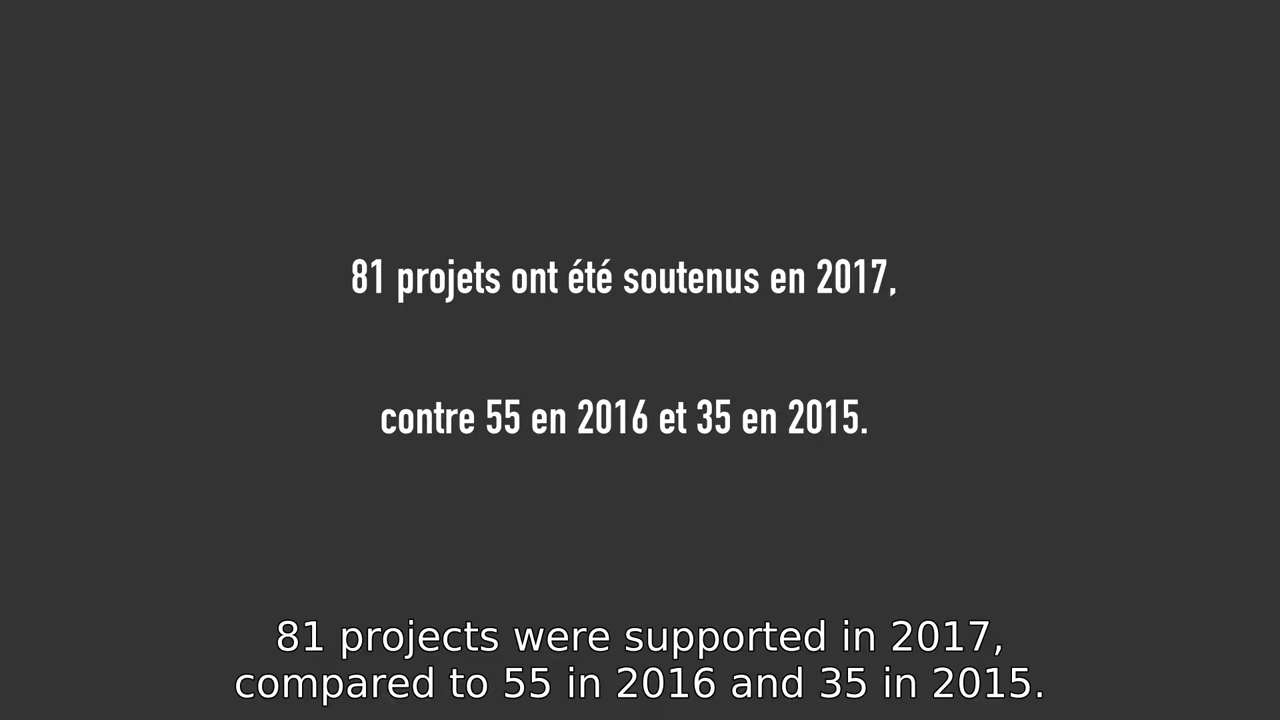 81 projets ont été soutenus en 2017,
contre 55 en 2016 et 35 en 2015.
81 projects were supported in 2017,
compared to 55 in 2016 and 35 in 2015.